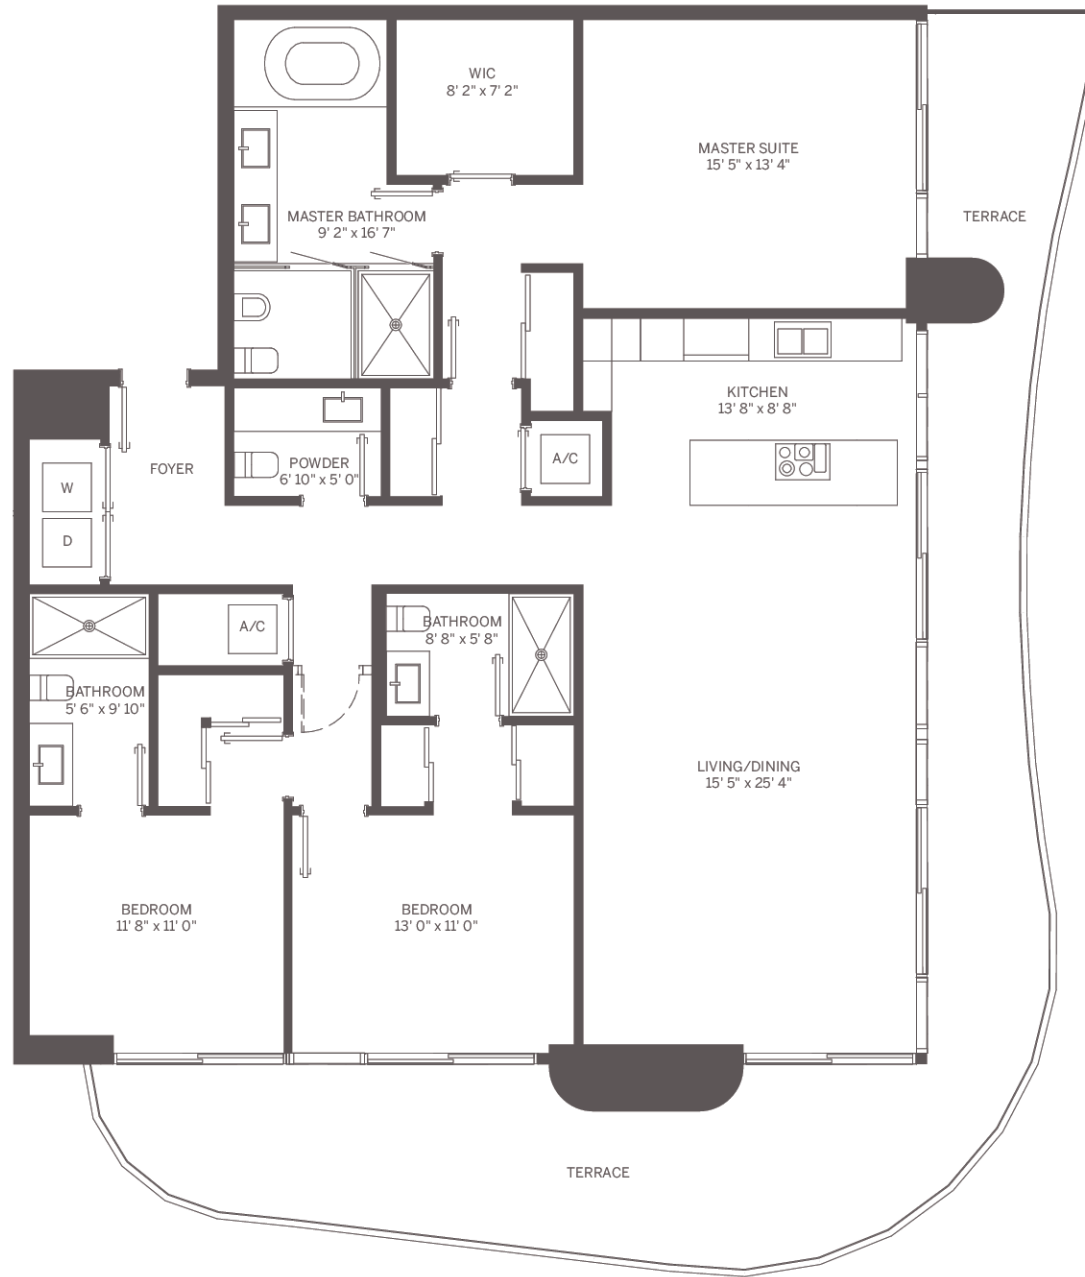 WIC
8' 2" x 7' 2"
MASTER SUITE
15' 5" x 13' 4"
MASTER BATHROOM
9' 2" x 16' 7"
TERRACE
KITCHEN
13' 8" x 8' 8"
FOYER
POWDER
6' 10" x 5' 0"
A/C
W
D
A/C
BATHROOM
8' 8" x 5' 8"
BATHROOM
5' 6" x 9' 10"
LIVING/DINING
15' 5" x 25' 4"
BEDROOM
11' 8" x 11' 0"
BEDROOM
13' 0" x 11' 0"
TERRACE